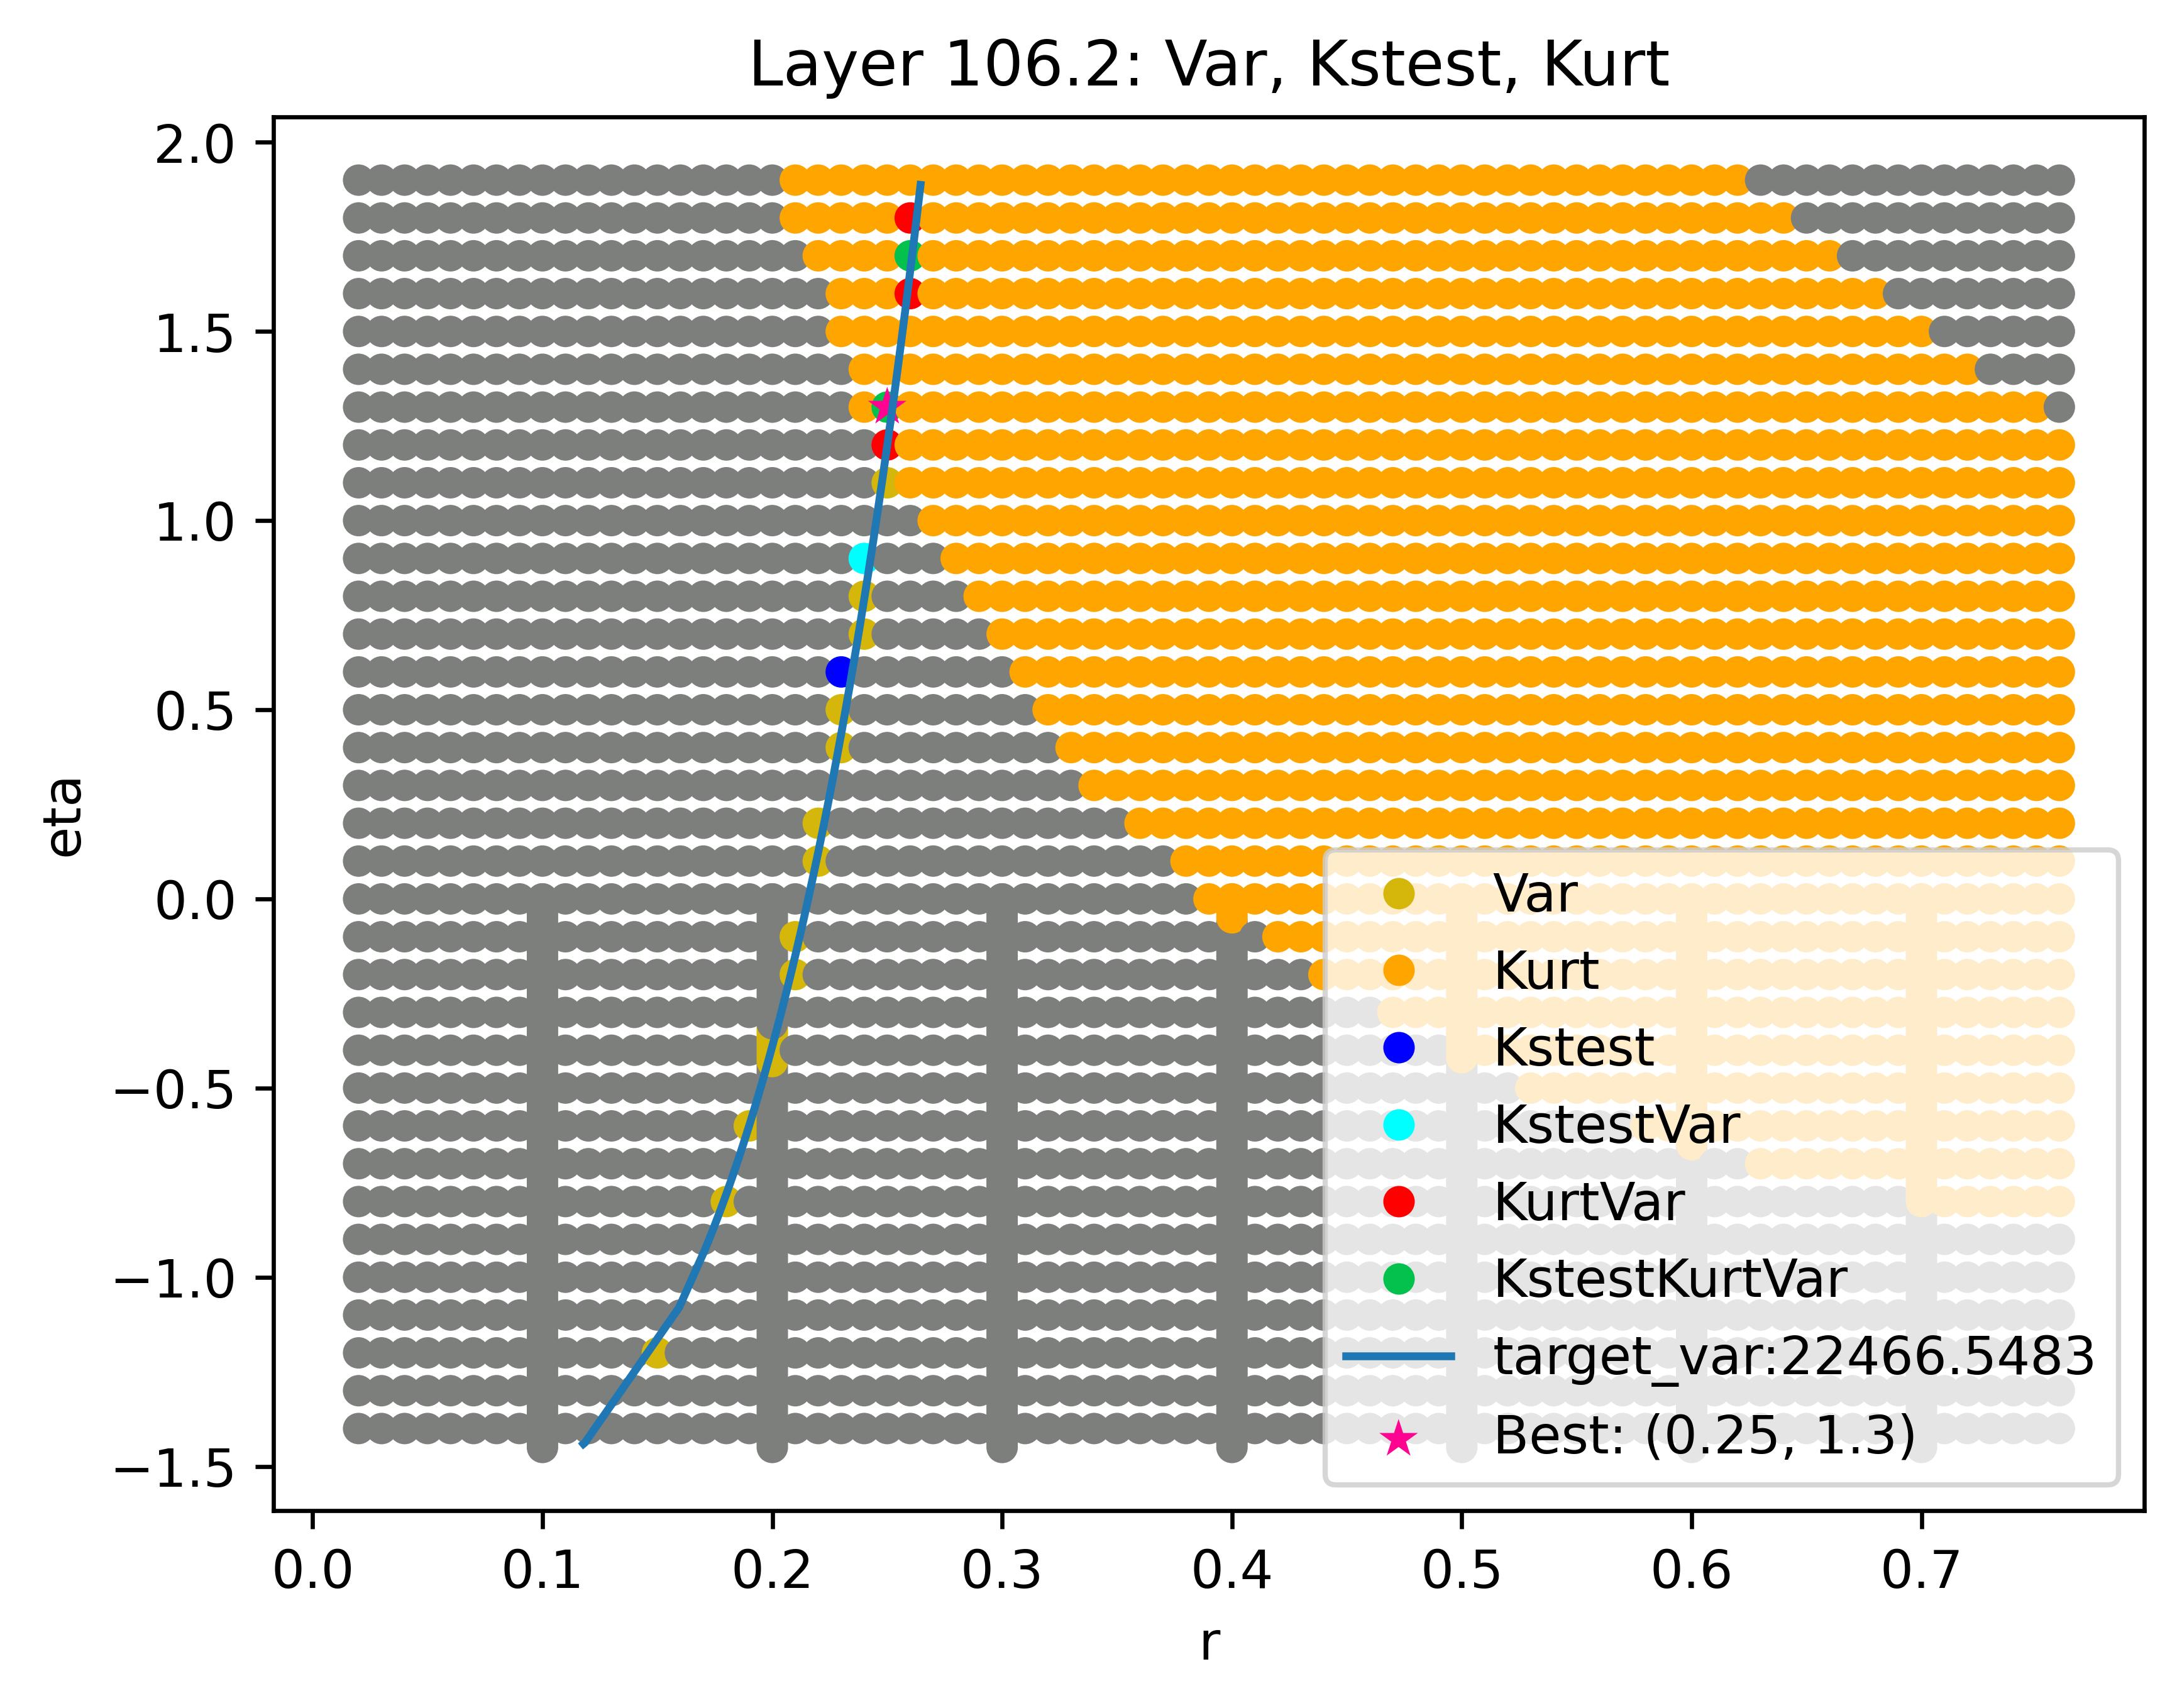 Layer 106.2: Var, Kstest, Kurt
2.0
1.5
1.0
0.5
0.0
−0.5
−1.0
−1.5
eta
Var
Kurt
Kstest
KstestVar
KurtVar
KstestKurtVar
target_var:22466.5483
Best: (0.25, 1.3)
0.0 0.1 0.2 0.3 0.4 0.5 0.6 0.7
r